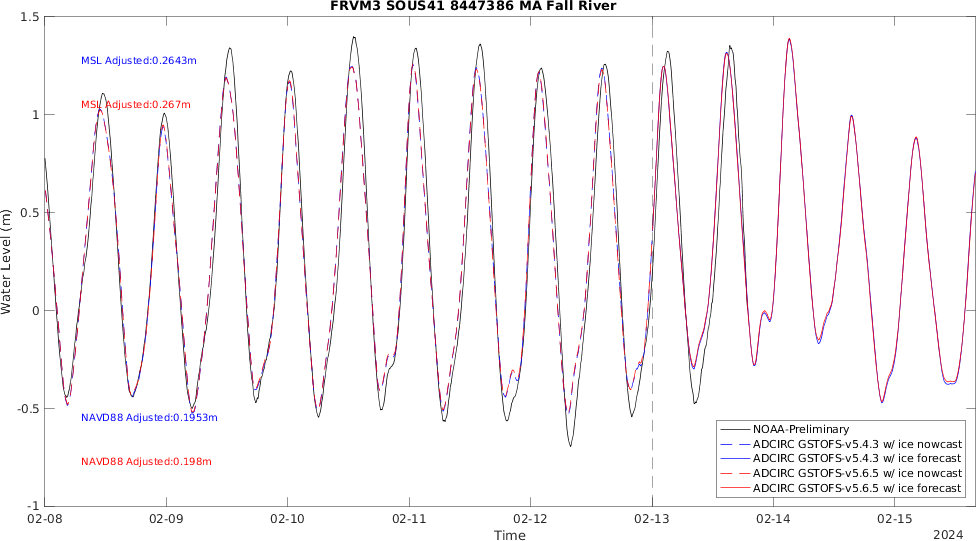 FRVM3 SOUS41 8447386 MA Fall River
1.5
MSL Adjusted:0.2643m
MSL Adjusted:0.267m
1
0.5
Water Level (m)
0
-0.5
NAVD88 Adjusted:0.1953m
NAVD88 Adjusted:0.198m
-1
NOAA-Preliminary
ADCIRC GSTOFS-v5.4.3 w/ ice nowcast
ADCIRC GSTOFS-v5.4.3 w/ ice forecast
ADCIRC GSTOFS-v5.6.5 w/ ice nowcast
ADCIRC GSTOFS-v5.6.5 w/ ice forecast
02-08 02-09 02-10 02-11 02-12 02-13 02-14 02-15
Time
2024